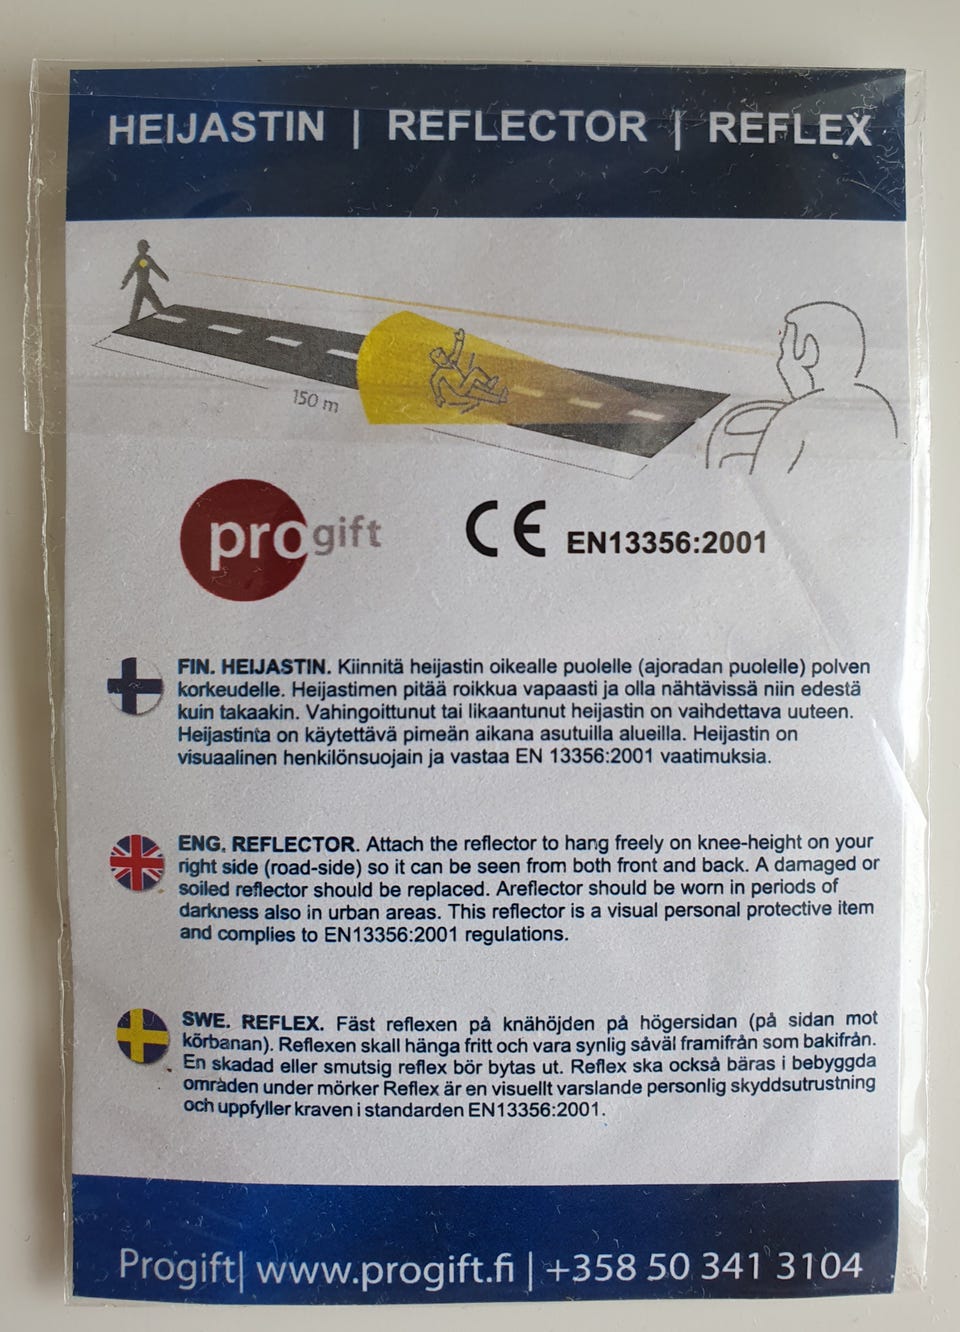 HEIJASTIN | REFLECTOR | REFLEX
150 m
progift
CE EN13356:2001
FIN. HEIJASTIN. Kiinnitä heijastin oikealle puolelle (ajoradan puolelle) polven
korkeudelle. Heijastimen pitää roikkua vapaasti ja olla nähtävissä niin edestä
kuin takaakin. Vahingoittunut tai likaantunut heijastin on vaihdettava uuteen.
Heijastinta on käytettävä pimeän aikana asutuilla alueilla. Heijastin on
visuaalinen henkilönsuojain ja vastaa EN 13356:2001 vaatimuksia.
ENG. REFLECTOR. Attach the reflector to hang freely on knee-height on your
right side (road-side) so it can be seen from both front and back. A damaged or
soiled reflector should be replaced. Areflector should be worn in periods of
darkness also in urban areas. This reflector is a visual personal protective item
and complies to EN13356:2001 regulations.
SWE. REFLEX. Fäst reflexen på knähöjden på högersidan (på sidan mot
körbanan). Reflexen skall hänga fritt och vara synlig såväl framifrån som bakifrån.
En skadad eller smutsig reflex bör bytas ut. Reflex ska också bäras i bebyggda
områden under mörker Reflex är en visuellt varslande personlig skyddsutrustning
och uppfyller kraven i standarden EN13356:2001.
Progift| www.progift.fi | +358 50 341 3104